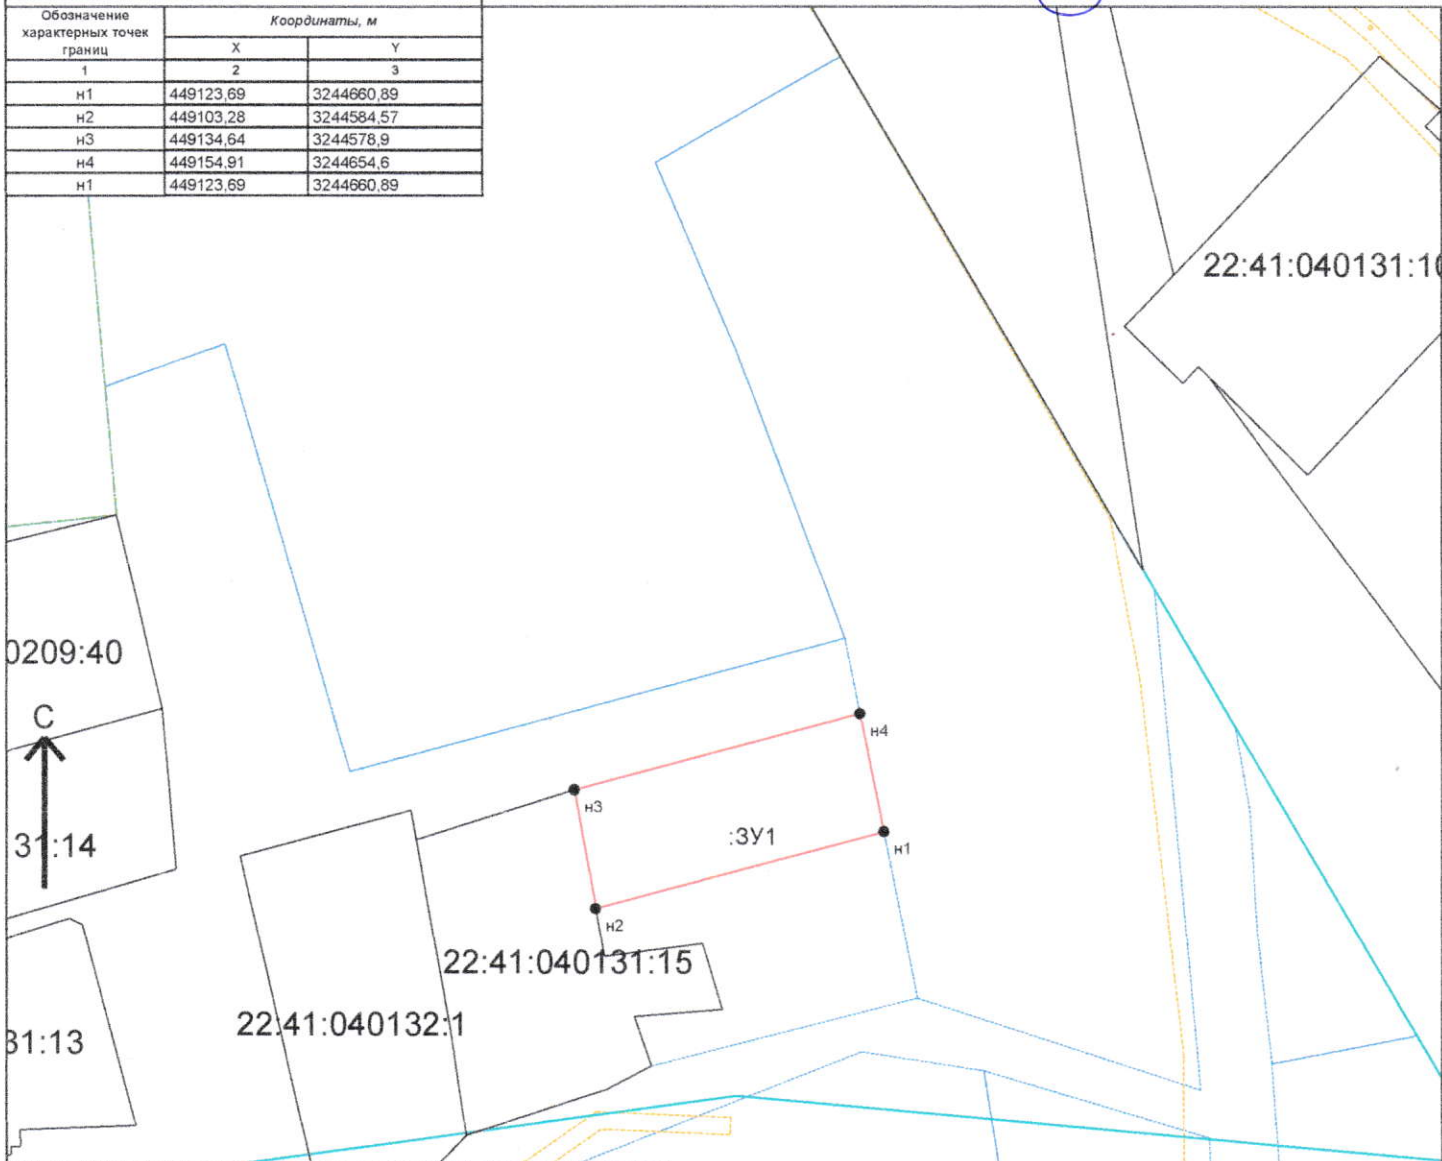 Обозначение характерных точек границ Координаты, м
X Y
1 2 3
н1 449123,69 3244660,89
н2 449103,28 3244584,57
н3 449134,64 3244578,9
н4 449154,91 3244654,6
н1 449123,69 3244660,89
22:41:040131:10
0209:40
С
н4
н3
31:14
:ЗУ1
н1
н2
22:41:040131:15
22:41:040132:1
31:13